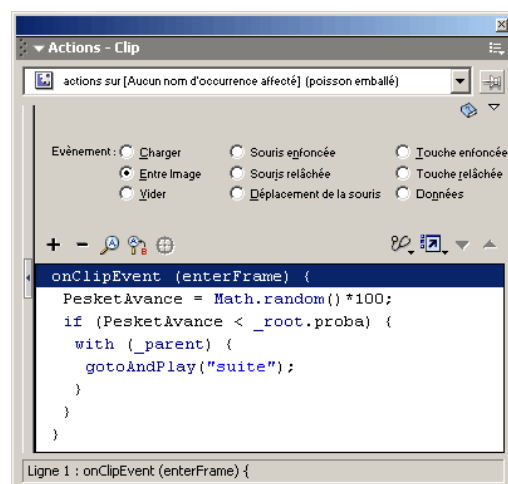 Actions - Clip
actions sur [Aucun nom d'occurrence affecté] (poisson emballé)
Evènement : Charger Souris enfoncée Touche enfoncée
Entre Image Souris relâchée Touche relâchée
Vider Déplacement de la souris Données
onClipEvent (enterFrame) {
PesketAvance = Math.random()*100;
if (PesketAvance < _root.proba) {
with (_parent) {
gotoAndPlay("suite");
}
}
}
Ligne 1 : onClipEvent (enterFrame) {